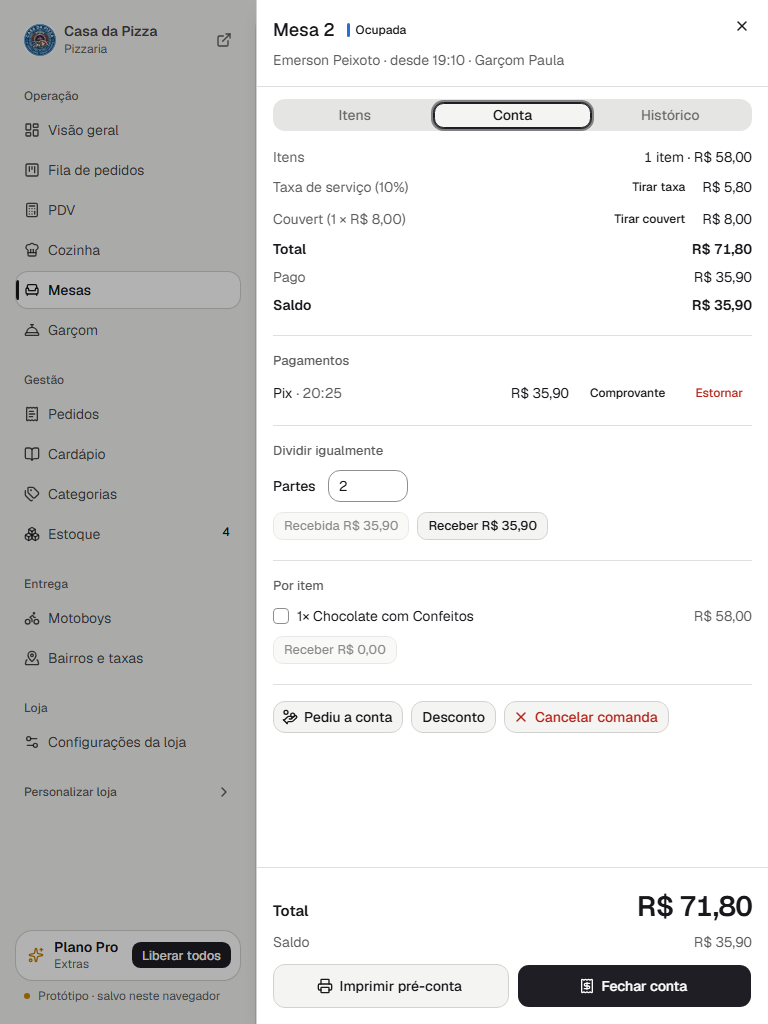 Casa da Pizza
Pizzaria
Operação
Visão geral
Fila de pedidos
PDV
Cozinha
Mesas
Garçom
Gestão
Pedidos
Cardápio
Categorias
Estoque 4
Entrega
Motoboys
Bairros e taxas
Loja
Configurações da loja
Personalizar loja
Plano Pro
Extras
Liberar todos
Protótipo · salvo neste navegador
Mesa 2 Ocupada
Emerson Peixoto · desde 19:10 · Garçom Paula
Itens Conta Histórico
Itens 1 item · R$ 58,00
Taxa de serviço (10%) Tirar taxa R$ 5,80
Couvert (1 × R$ 8,00) Tirar couvert R$ 8,00
Total R$ 71,80
Pago R$ 35,90
Saldo R$ 35,90
Pagamentos
Pix · 20:25 R$ 35,90 Comprovante Estornar
Dividir igualmente
Partes 2
Recebida R$ 35,90 Receber R$ 35,90
Por item
1× Chocolate com Confeitos R$ 58,00
Receber R$ 0,00
Pediu a conta Desconto Cancelar comanda
Total R$ 71,80
Saldo R$ 35,90
Imprimir pré-conta Fechar conta